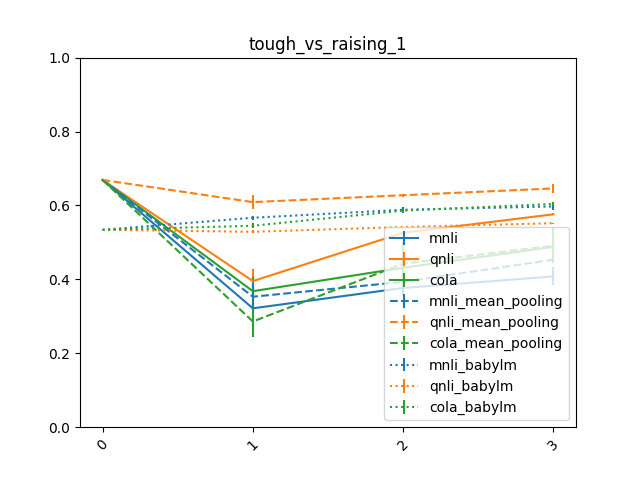 tough_vs_raising_1
1.0
0.8
0.6
0.4
0.2
0.0
0
1
2
3
mnli
qnli
cola
mnli_mean_pooling
qnli_mean_pooling
cola_mean_pooling
mnli_babylm
qnli_babylm
cola_babylm